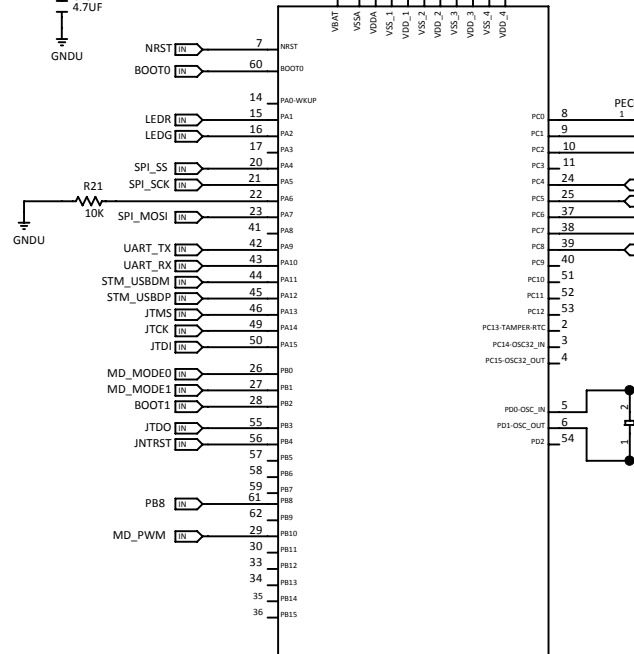 4.7UF
GNDU
VBAT
VSSA
VDDA
VSS_1
VDD_1
VSS_2
VDD_2
VSS_3
VDD_3
VSS_4
VDD_4
NRST IN 7 NRST
BOOT0 IN 60 BOOT0
14 PA0-WKUP
LEDR IN 15 PA1
LEDG IN 16 PA2
17 PA3
SPI_SS IN 20 PA4
SPI_SCK IN 21 PA5
R21 22 PA6
10K
GNDU
SPI_MOSI IN 23 PA7
41 PA8
UART_TX IN 42 PA9
UART_RX IN 43 PA10
STM_USBDM IN 44 PA11
STM_USBDP IN 45 PA12
JTMS IN 46 PA13
JTCK IN 49 PA14
JTDI IN 50 PA15
MD_MODE0 IN 26 PB0
MD_MODE1 IN 27 PB1
BOOT1 IN 28 PB2
JTDO IN 55 PB3
JNTRST IN 56 PB4
57 PB5
58 PB6
59 PB7
PB8 IN 61 PB8
62 PB9
MD_PWM IN 29 PB10
30 PB11
33 PB12
34 PB13
35 PB14
36 PB15
PEC
1
PC0 8
PC1 9
PC2 10
PC3 11
PC4 24
PC5 25
PC6 37
PC7 38
PC8 39
PC9 40
PC10 51
PC11 52
PC12 53
PC13-TAMPER-RTC 2
PC14-OSC32_IN 3
PC15-OSC32_OUT 4
PD0-OSC_IN 5
PD1-OSC_OUT 6
PD2 54
2
1